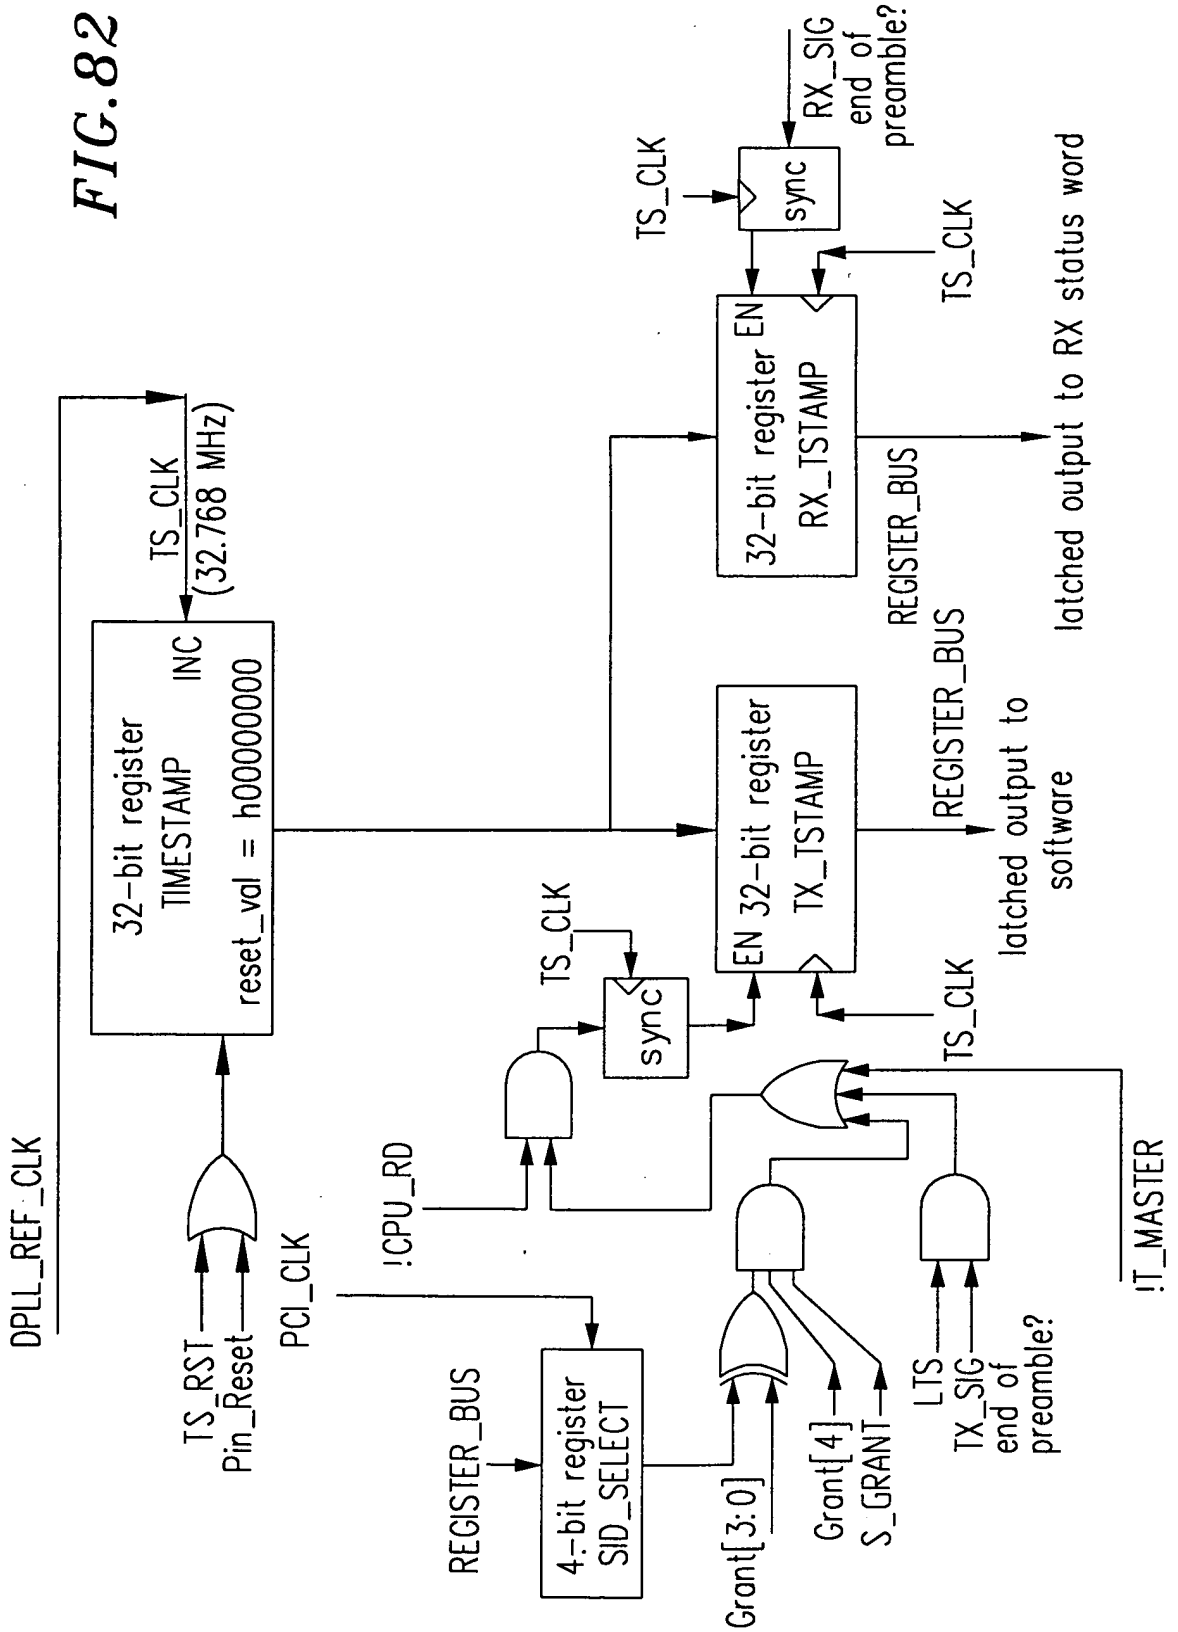 FIG.82
DPLL_REF_CLK
TS_RST
Pin_Reset
32-bit register
TIMESTAMP
INC
reset_val = h00000000
TS_CLK
(32.768 MHz)
PCI_CLK
!CPU_RD
REGISTER_BUS
4-bit register
SID_SELECT
Grant[3:0]
Grant[4]
S_GRANT
LTS
TX_SIG
end of
preamble?
!T_MASTER
TS_CLK
sync
EN 32-bit register
TX_TSTAMP
TS_CLK
REGISTER_BUS
latched output to
software
32-bit register EN
RX_TSTAMP
TS_CLK
sync
RX_SIG
end of
preamble?
TS_CLK
REGISTER_BUS
latched output to RX status word